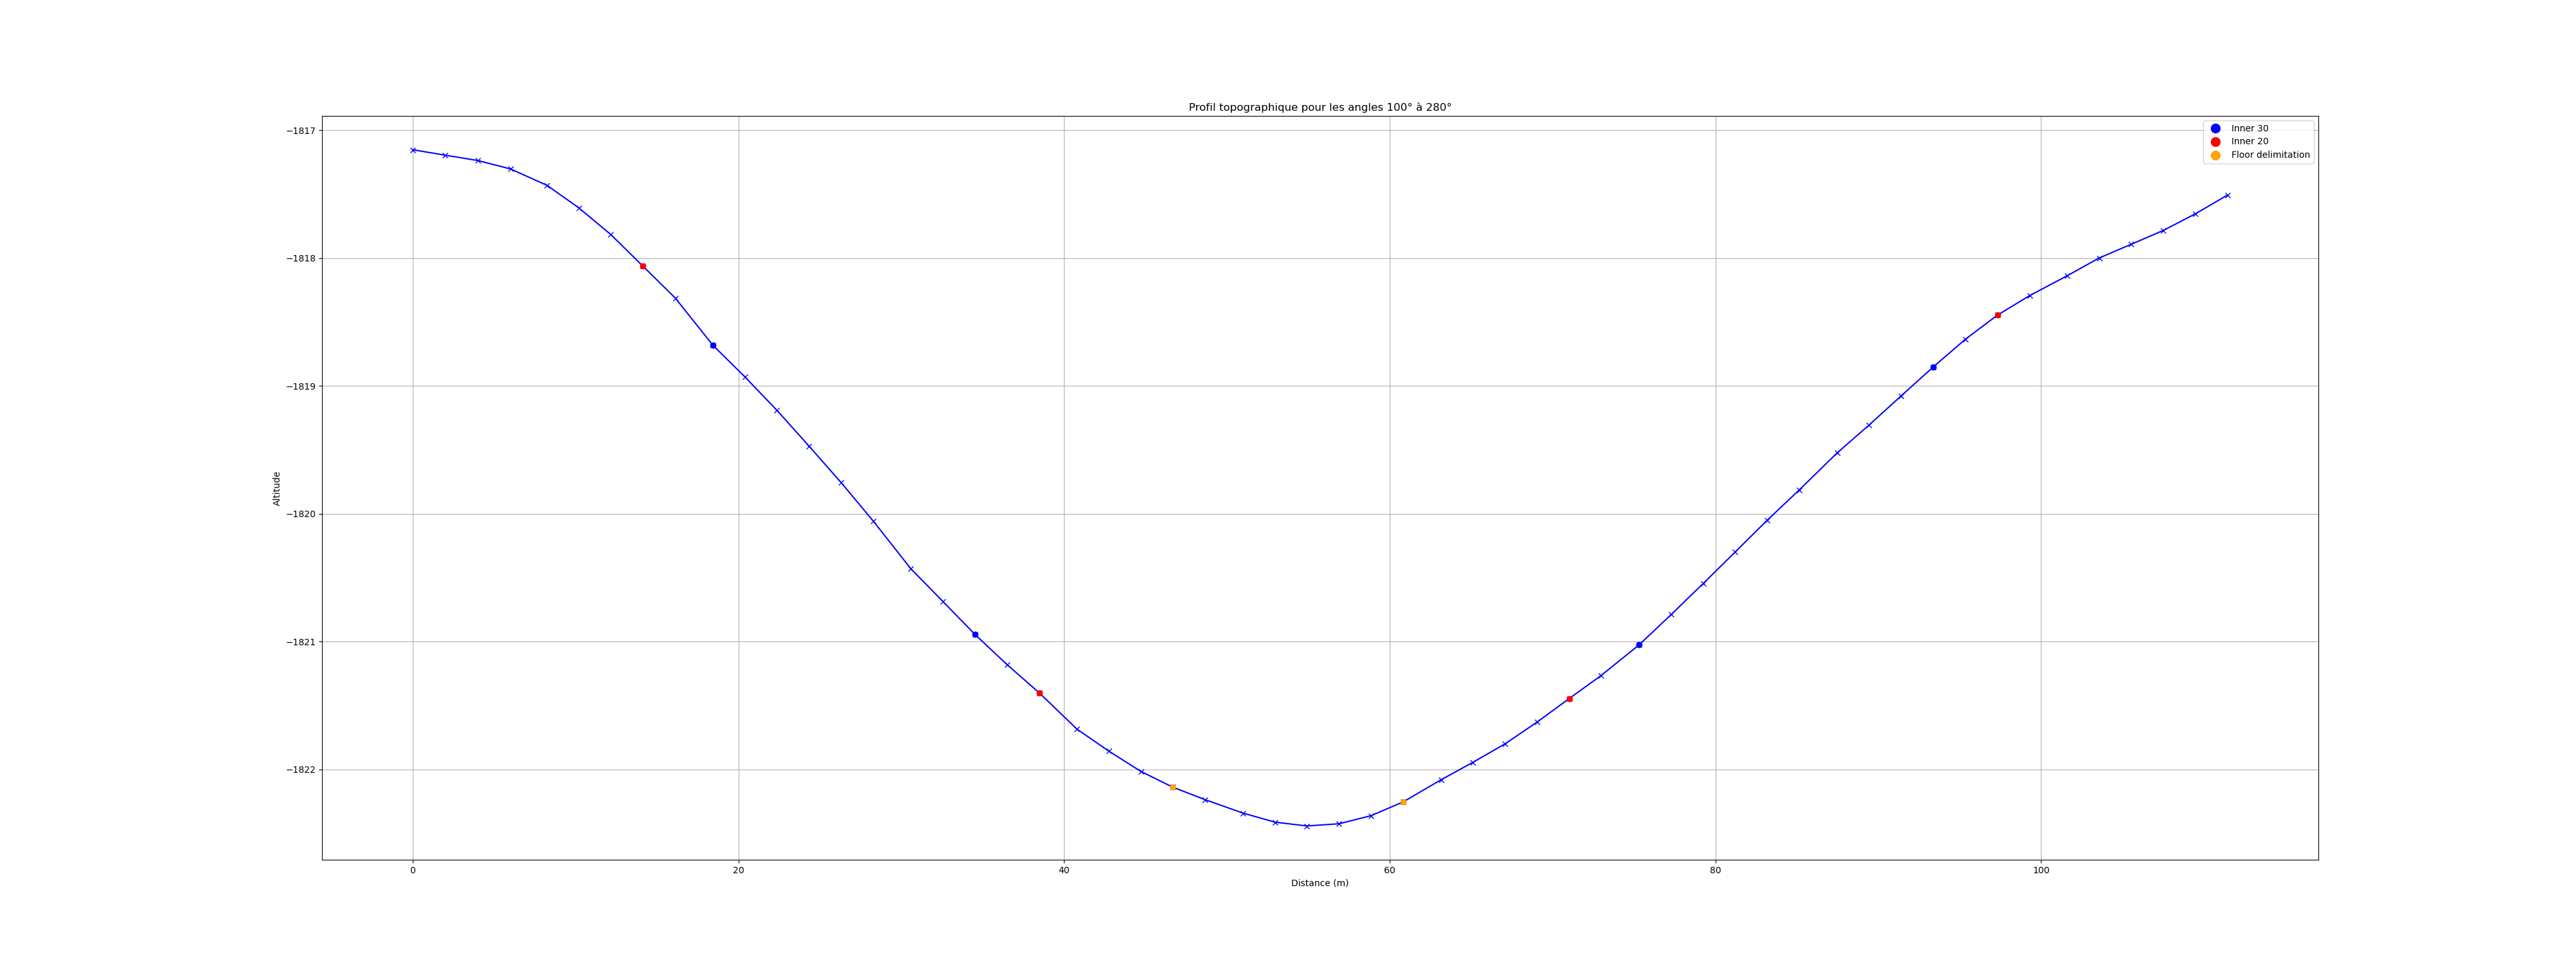 Profil topographique pour les angles 100° à 280°
Inner 30
Inner 20
Floor delimitation
−1817
−1818
−1819
−1820
−1821
−1822
Altitude
0 20 40 60 80 100
Distance (m)